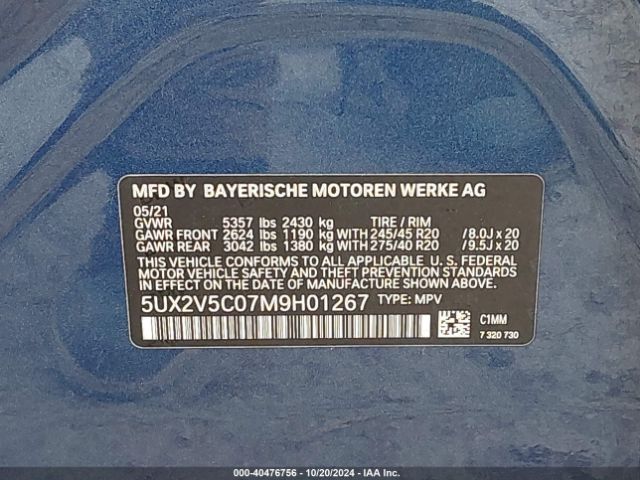 MFD BY BAYERISCHE MOTOREN WERKE AG
05/21
GVWR 5357 lbs 2430 kg TIRE / RIM
GAWR FRONT 2624 lbs 1190 kg WITH 245/45 R20 /8.0J x 20
GAWR REAR 3042 lbs 1380 kg WITH 275/40 R20 /9.5J x 20
THIS VEHICLE CONFORMS TO ALL APPLICABLE U. S. FEDERAL
MOTOR VEHICLE SAFETY AND THEFT PREVENTION STANDARDS
IN EFFECT ON THE DATE OF MANUFACTURE SHOWN ABOVE.
5UX2V5C07M9H01267 TYPE: MPV
C1MM
7 320 730
000-40476756 - 10/20/2024 - IAA Inc.